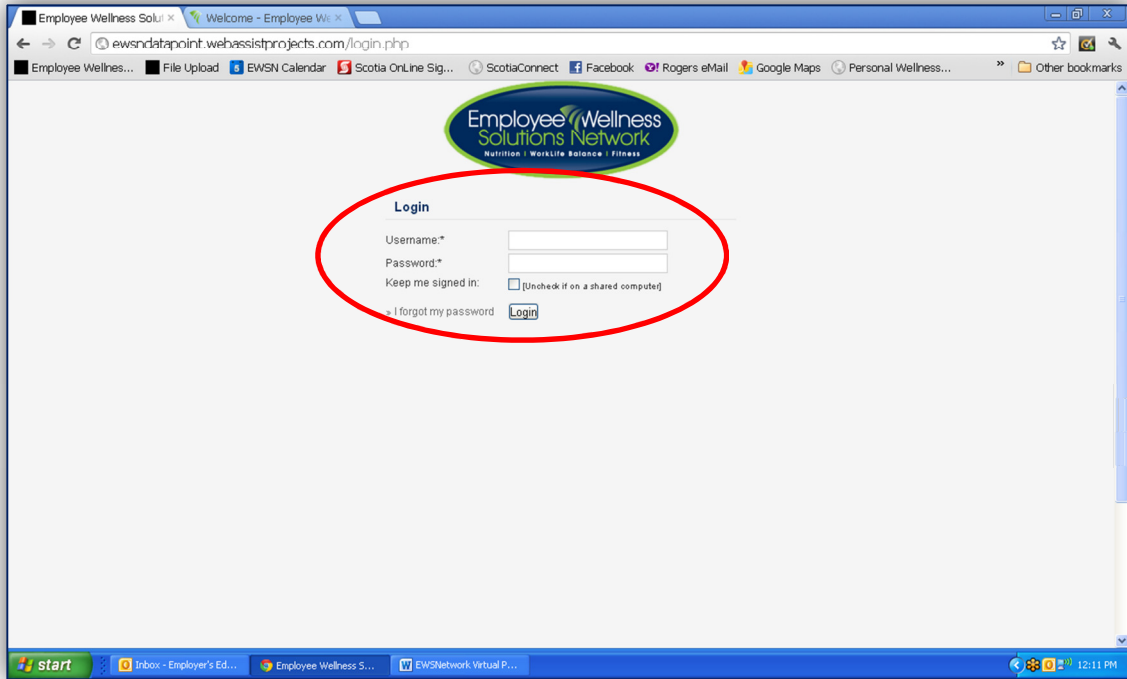 Employee Wellness Solut
Welcome - Employee We
ewsndatapoint.webassistprojects.com/login.php
Employee Wellnes... File Upload 5 EWSN Calendar Scotia OnLine Sig... ScotiaConnect Facebook Rogers eMail Google Maps Personal Wellness... » Other bookmarks
Employee Wellness
Solutions Network
Nutrition | WorkLife Balance | Fitness
Login
Username:*
Password:*
Keep me signed in: [Uncheck if on a shared computer]
» I forgot my password Login
start Inbox - Employer's Ed... Employee Wellness S... EWSNetwork Virtual P... 12:11 PM